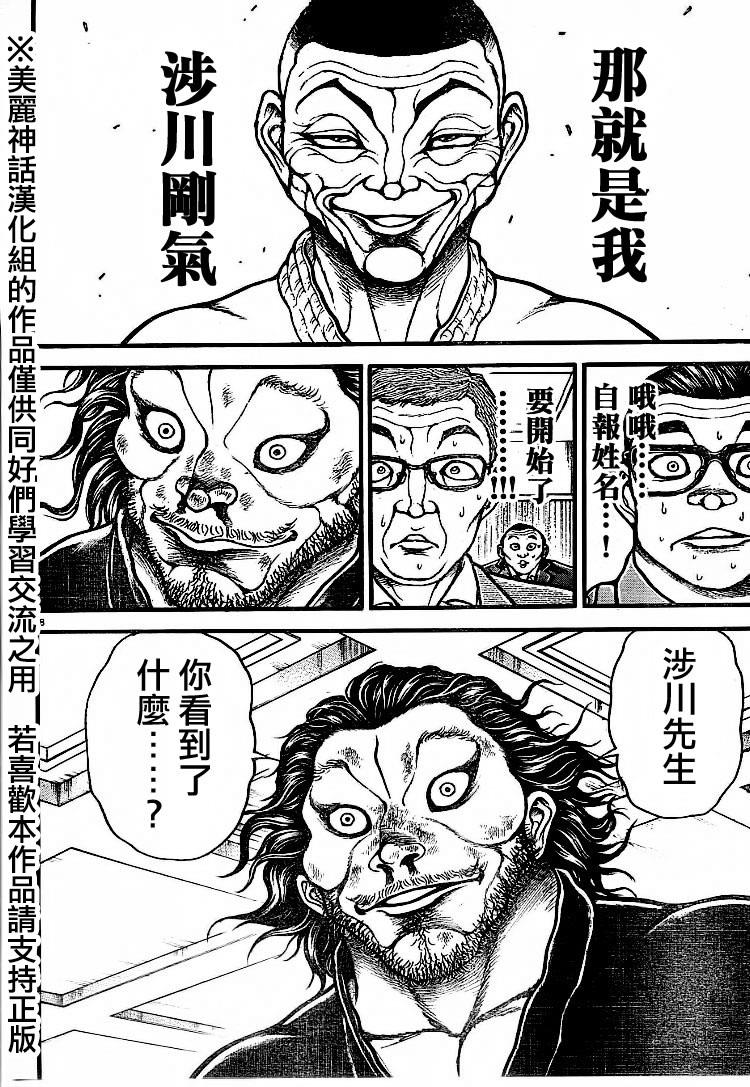 那就是我
涉川剛氣
哦哦……
自報姓名…！
要開始了
………!!!
涉川先生
你看到了
什麼……?
※美麗神話漢化組的作品僅供同好們學習交流之用　若喜歡本作品請支持正版